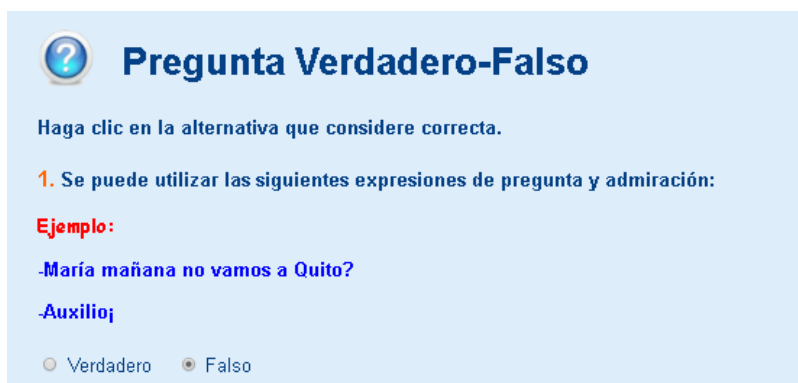 Pregunta Verdadero-Falso
Haga clic en la alternativa que considere correcta.
1. Se puede utilizar las siguientes expresiones de pregunta y admiración:
Ejemplo:
-María mañana no vamos a Quito?
-Auxilio¡
Verdadero Falso